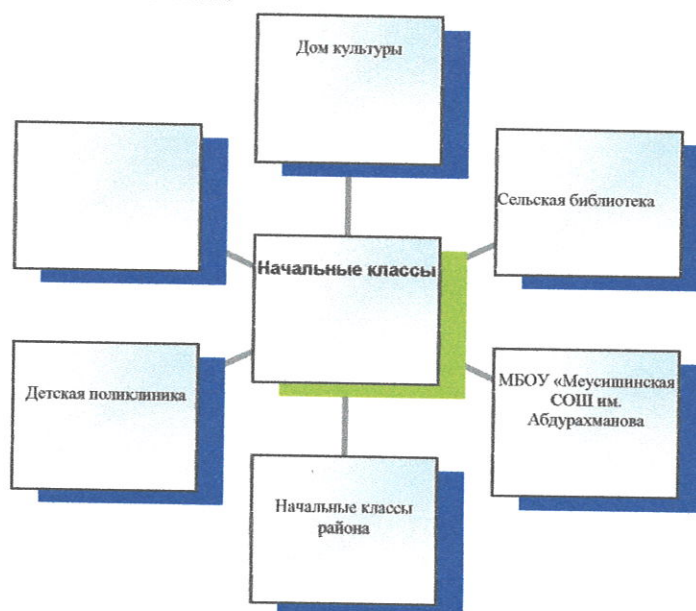 Дом культуры
Сельская библиотека
Начальные классы
Детская поликлиника
МБОУ «Меусишинская
СОШ им.
Абдурахманова
Начальные классы
района